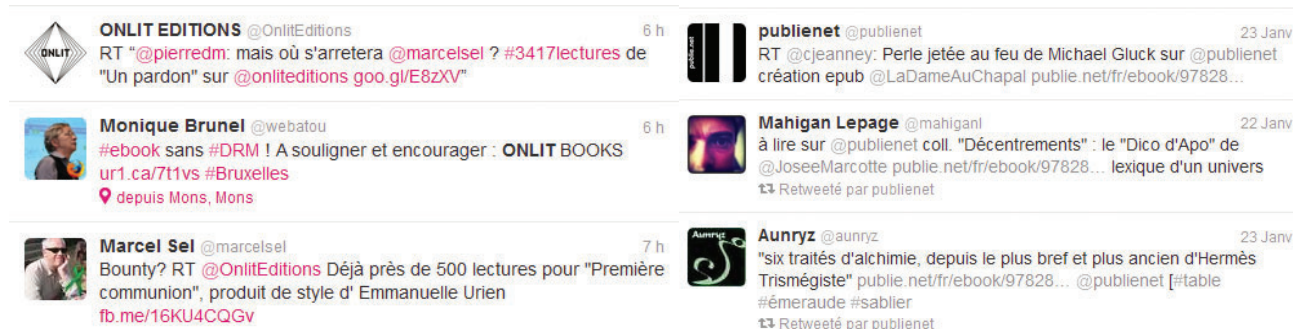 ONLIT EDITIONS @OnlitEditions 6 h
RT “@pierredm: mais où s'arretera @marcelsel ? #3417lectures de
"Un pardon" sur @onliteditions goo.gl/E8zXV”
ONLIT
Monique Brunel @webatou 6 h
#ebook sans #DRM ! A souligner et encourager : ONLIT BOOKS
ur1.ca/7t1vs #Bruxelles
depuis Mons, Mons
Marcel Sel @marcelsel 7 h
Bounty? RT @OnlitEditions Déjà près de 500 lectures pour "Première
communion", produit de style d' Emmanuelle Urien
fb.me/16KU4CQGv
publienet @publienet 23 Janv
RT @cjeanney: Perle jetée au feu de Michael Gluck sur @publienet
création epub @LaDameAuChapal publie.net/fr/ebook/97828...
publie.net
Mahigan Lepage @mahiganl 22 Janv
à lire sur @publienet coll. "Décentrements" : le "Dico d'Apo" de
@JoseeMarcotte publie.net/fr/ebook/97828... lexique d'un univers
Retweeté par publienet
Aunryz @aunryz 23 Janv
"six traités d'alchimie, depuis le plus bref et plus ancien d'Hermès
Trismégiste" publie.net/fr/ebook/97828... @publienet [#table
#émeraude #sablier
Retweeté par publienet
Aunryz